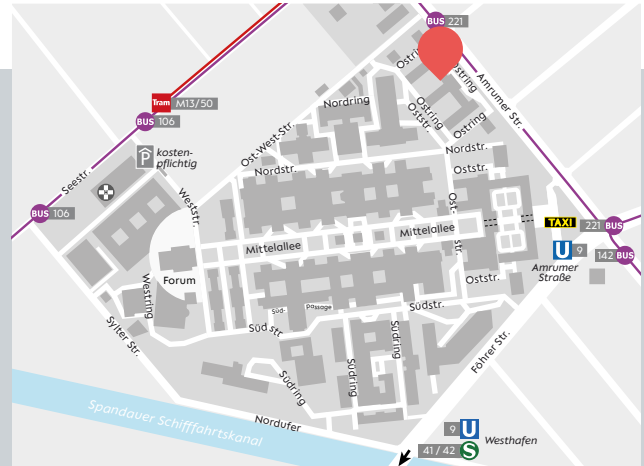 BUS 221
Ostring
Ostring
Amrumer Str.
Tram M13/50
BUS 106
Nordring
Ostring
Oststr.
Ostring
kosten-
pflichtig
P
Ost-West-Str.
Nordstr.
Nordstr.
Oststr.
Seestr.
Weststr.
BUS 106
Ost-
str.
Mittelallee
Mittelallee
TAXI
221 BUS
U 9
142 BUS
Amrumer
Straße
Forum
Westring
Oststr.
Süd-
Passage
Südstr.
Südstr.
Sylter Str.
Südring
Südring
Südring
Föhrer Str.
Spandauer Schifffahrtskanal
Nordufer
9 U
Westhafen
41 / 42 S